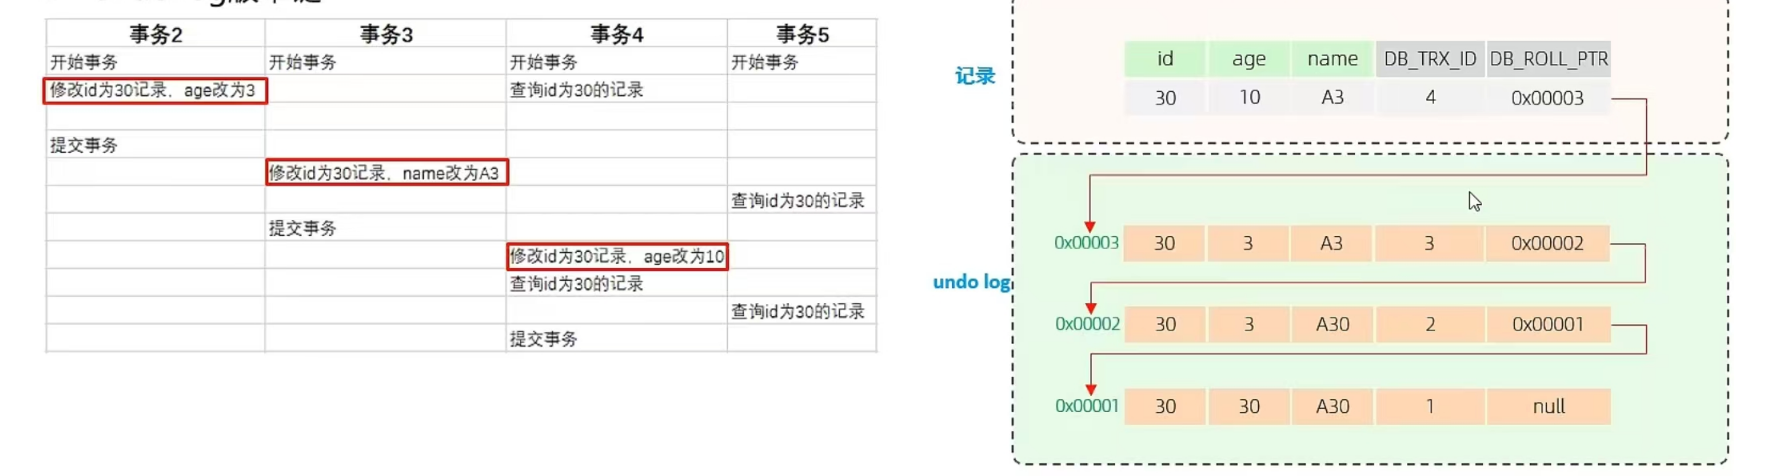 事务2 事务3 事务4 事务5
开始事务 开始事务 开始事务 开始事务
修改id为30记录，age改为3 查询id为30的记录
提交事务
修改id为30记录，name改为A3
查询id为30的记录
提交事务
修改id为30记录，age改为10
查询id为30的记录
查询id为30的记录
提交事务
记录
id age name DB_TRX_ID DB_ROLL_PTR
30 10 A3 4 0x00003
undo log
0x00003 30 3 A3 3 0x00002
0x00002 30 3 A30 2 0x00001
0x00001 30 30 A30 1 null